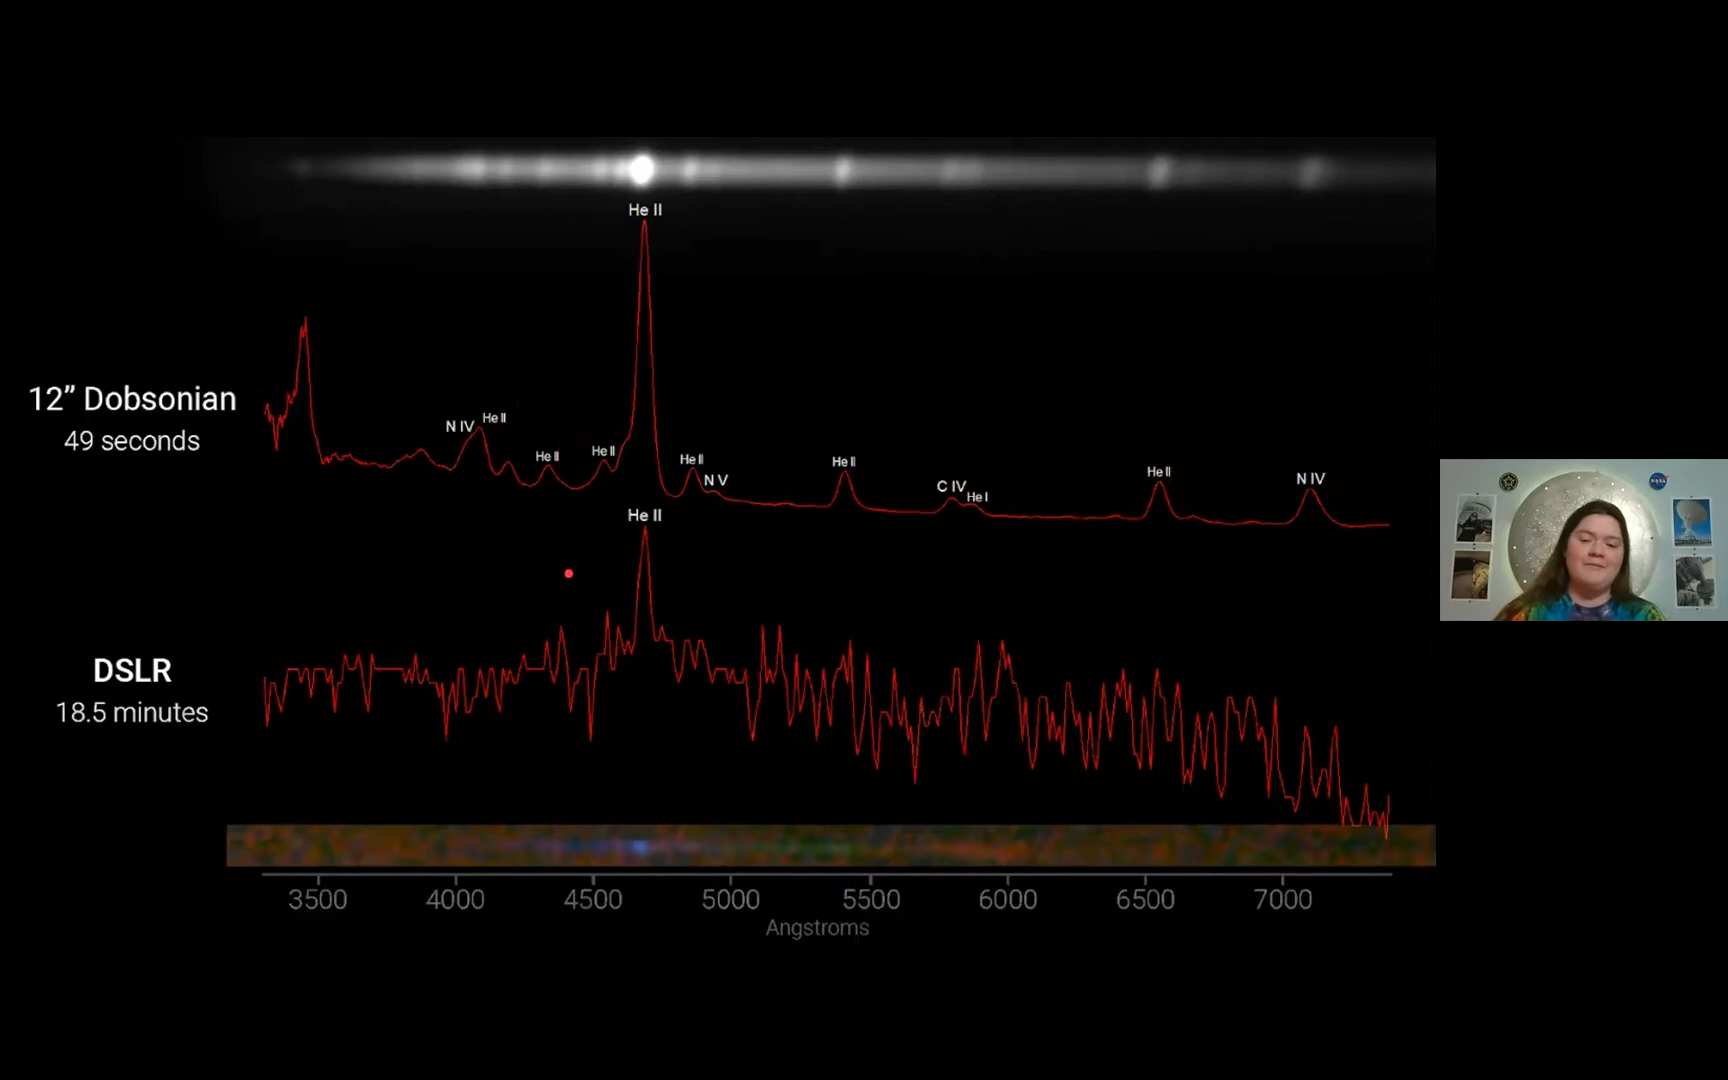 He II
12” Dobsonian
49 seconds
N IV
He II
He II
He II
He II
N V
He II
C IV
He I
He II
N IV
He II
DSLR
18.5 minutes
3500
4000
4500
5000
5500
6000
6500
7000
Angstroms
NASA